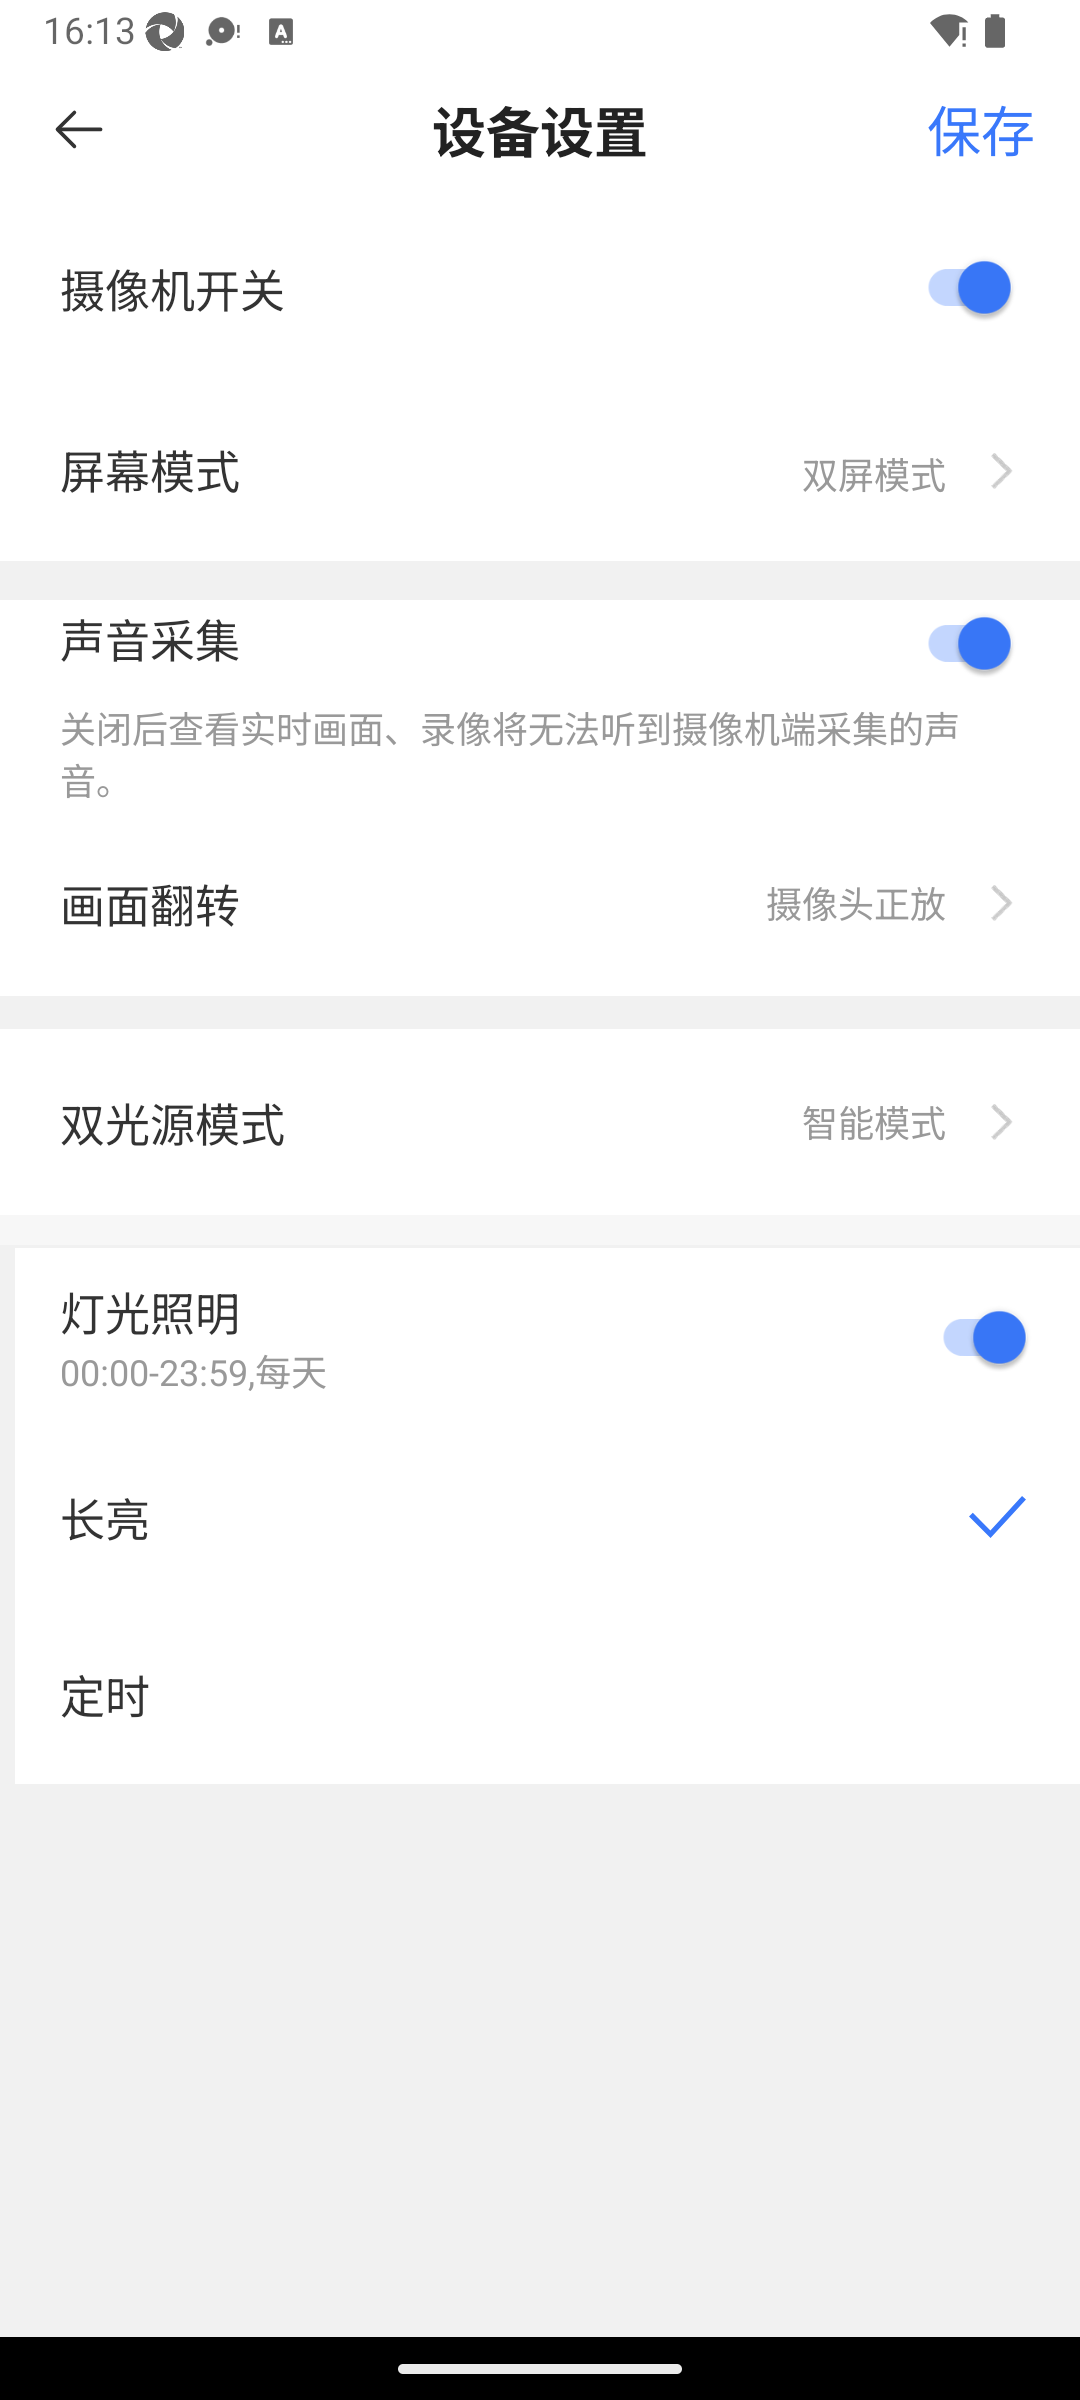 16:13
设备设置
保存
摄像机开关
屏幕模式
双屏模式
声音采集
关闭后查看实时画面、录像将无法听到摄像机端采集的声
音。
画面翻转
摄像头正放
双光源模式
智能模式
灯光照明
00:00-23:59,每天
长亮
定时